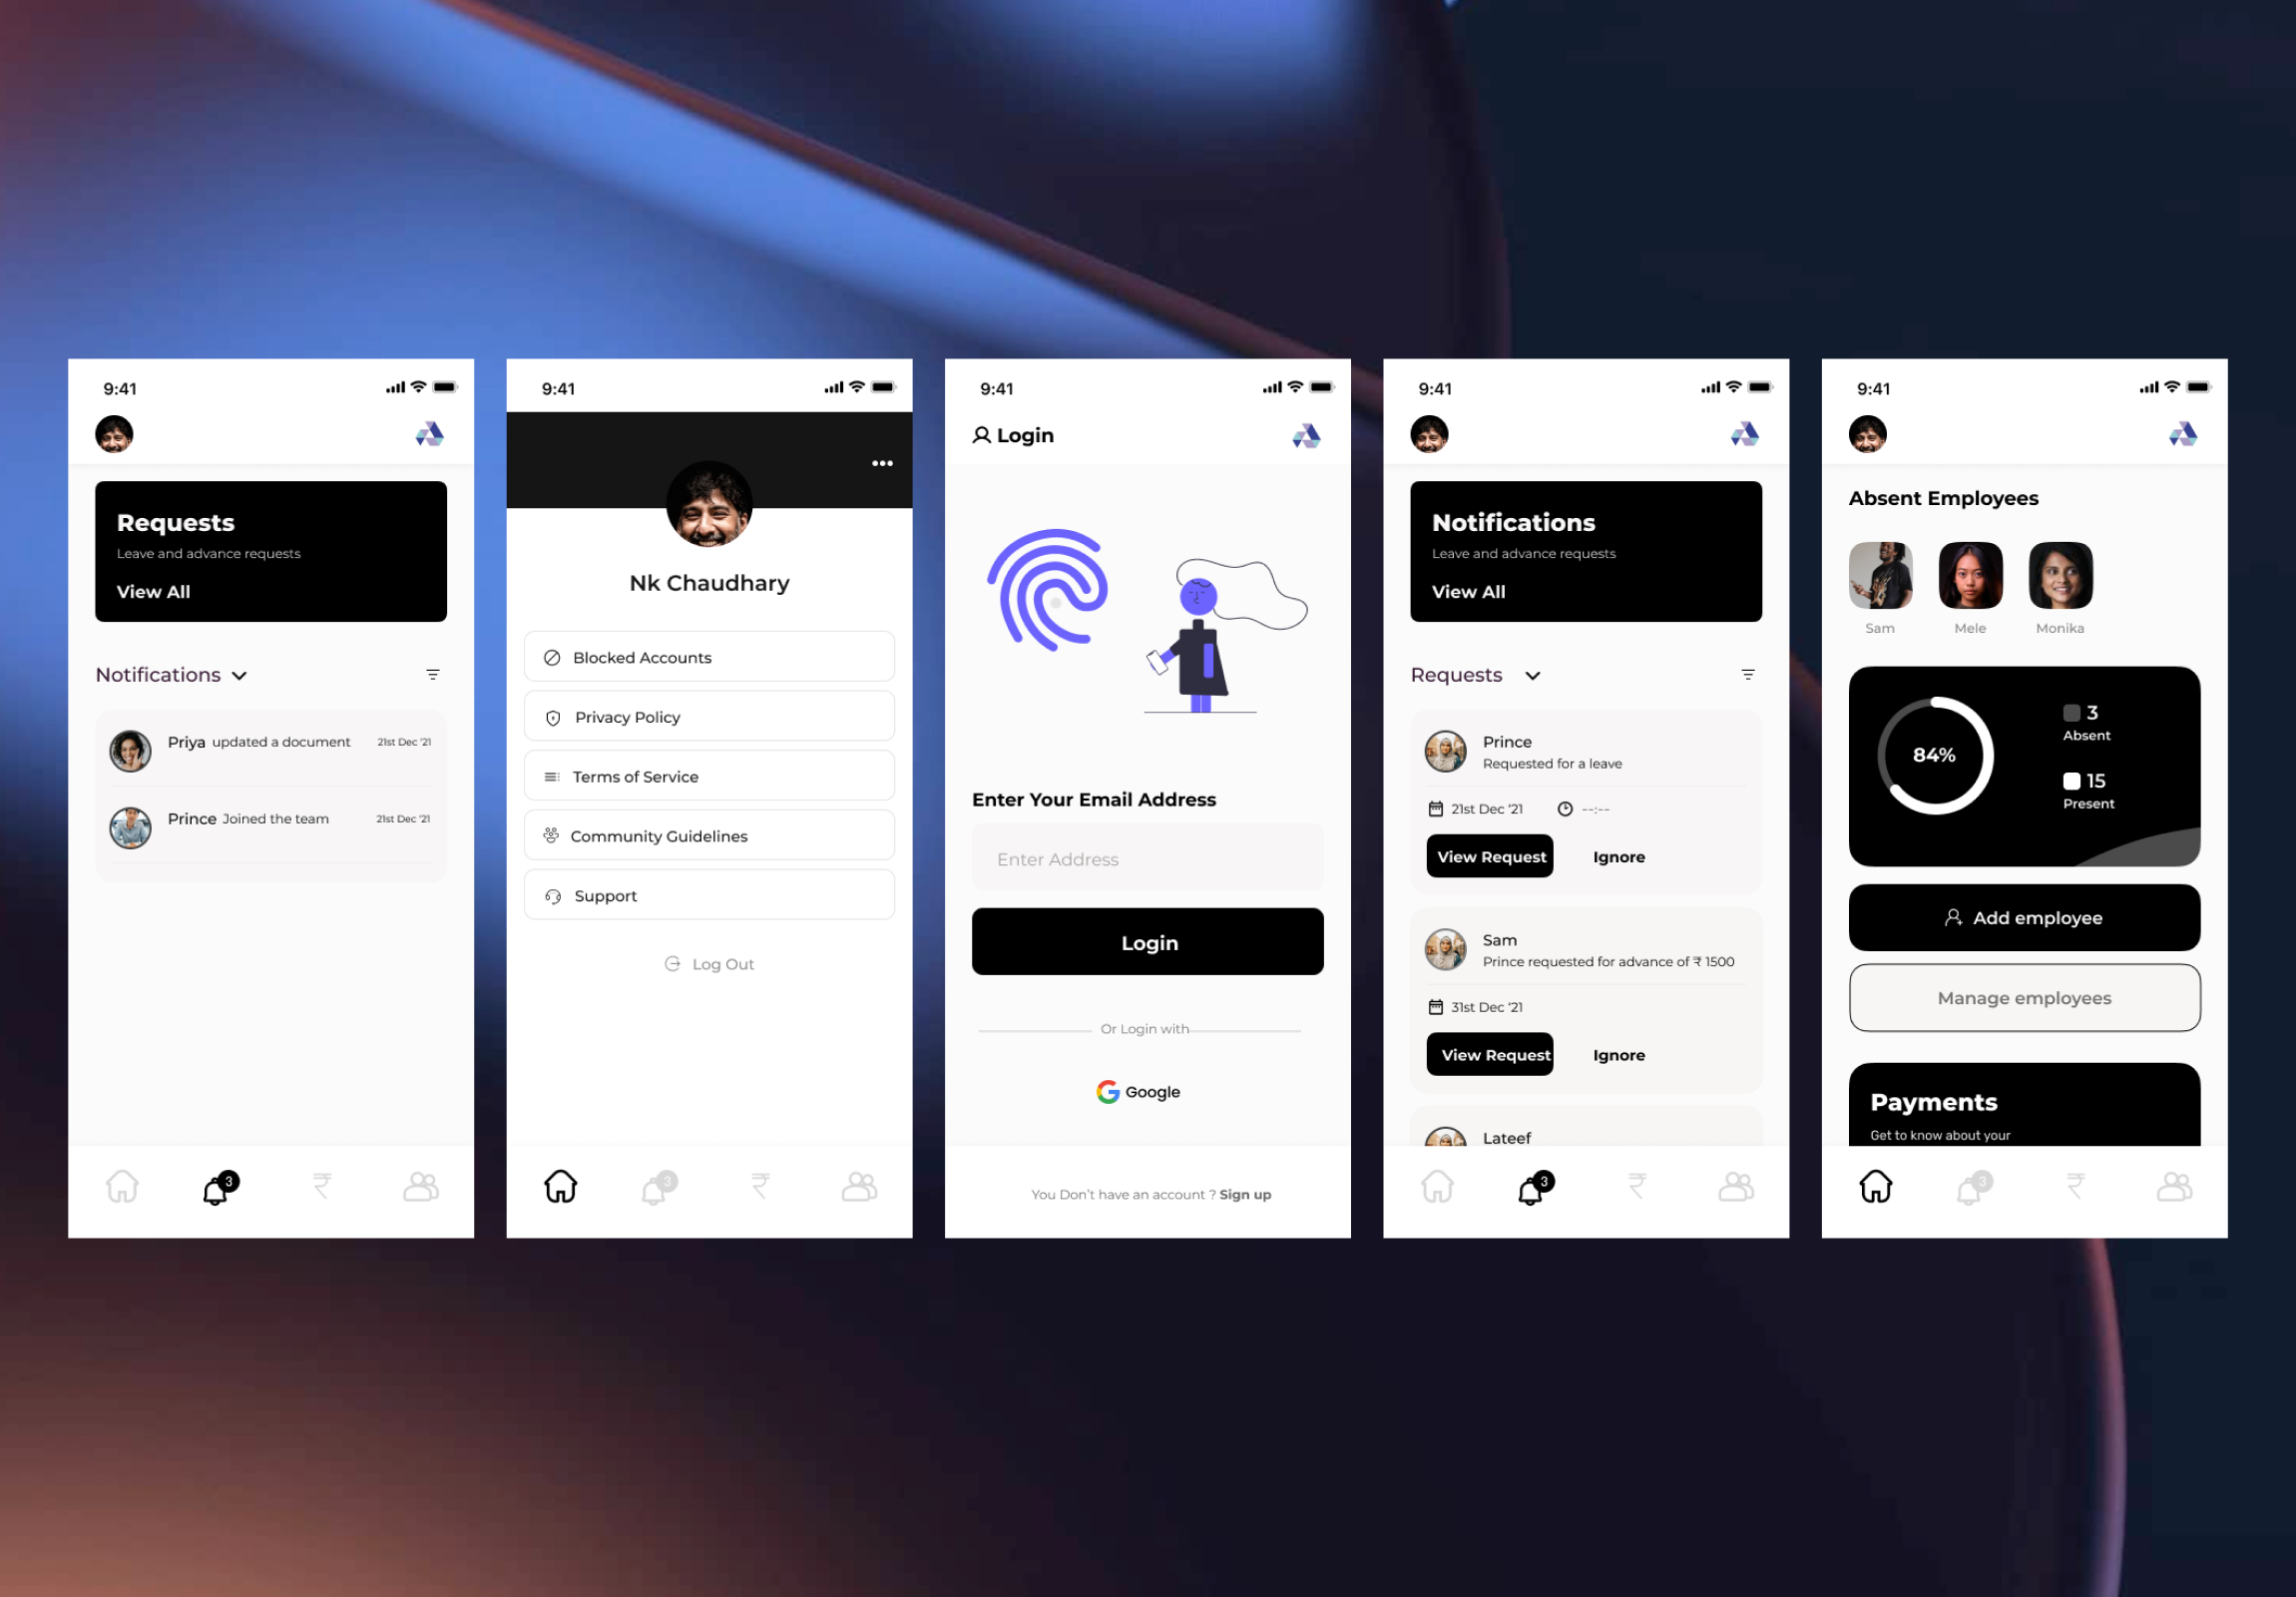 9:41
Requests
Leave and advance requests
View All
Notifications
Priya updated a document 21st Dec '21
Prince Joined the team 21st Dec '21
3
9:41
Nk Chaudhary
Blocked Accounts
Privacy Policy
Terms of Service
Community Guidelines
Support
Log Out
3
₹
9:41
Login
Enter Your Email Address
Enter Address
Login
Or Login with
Google
You Don't have an account ? Sign up
9:41
Notifications
Leave and advance requests
View All
Requests
Prince
Requested for a leave
21st Dec '21 --:--
View Request Ignore
Sam
Prince requested for advance of ₹ 1500
31st Dec '21
View Request Ignore
Lateef
3
9:41
Absent Employees
Sam Mele Monika
84%
3
Absent
15
Present
Add employee
Manage employees
Payments
Get to know about your
3